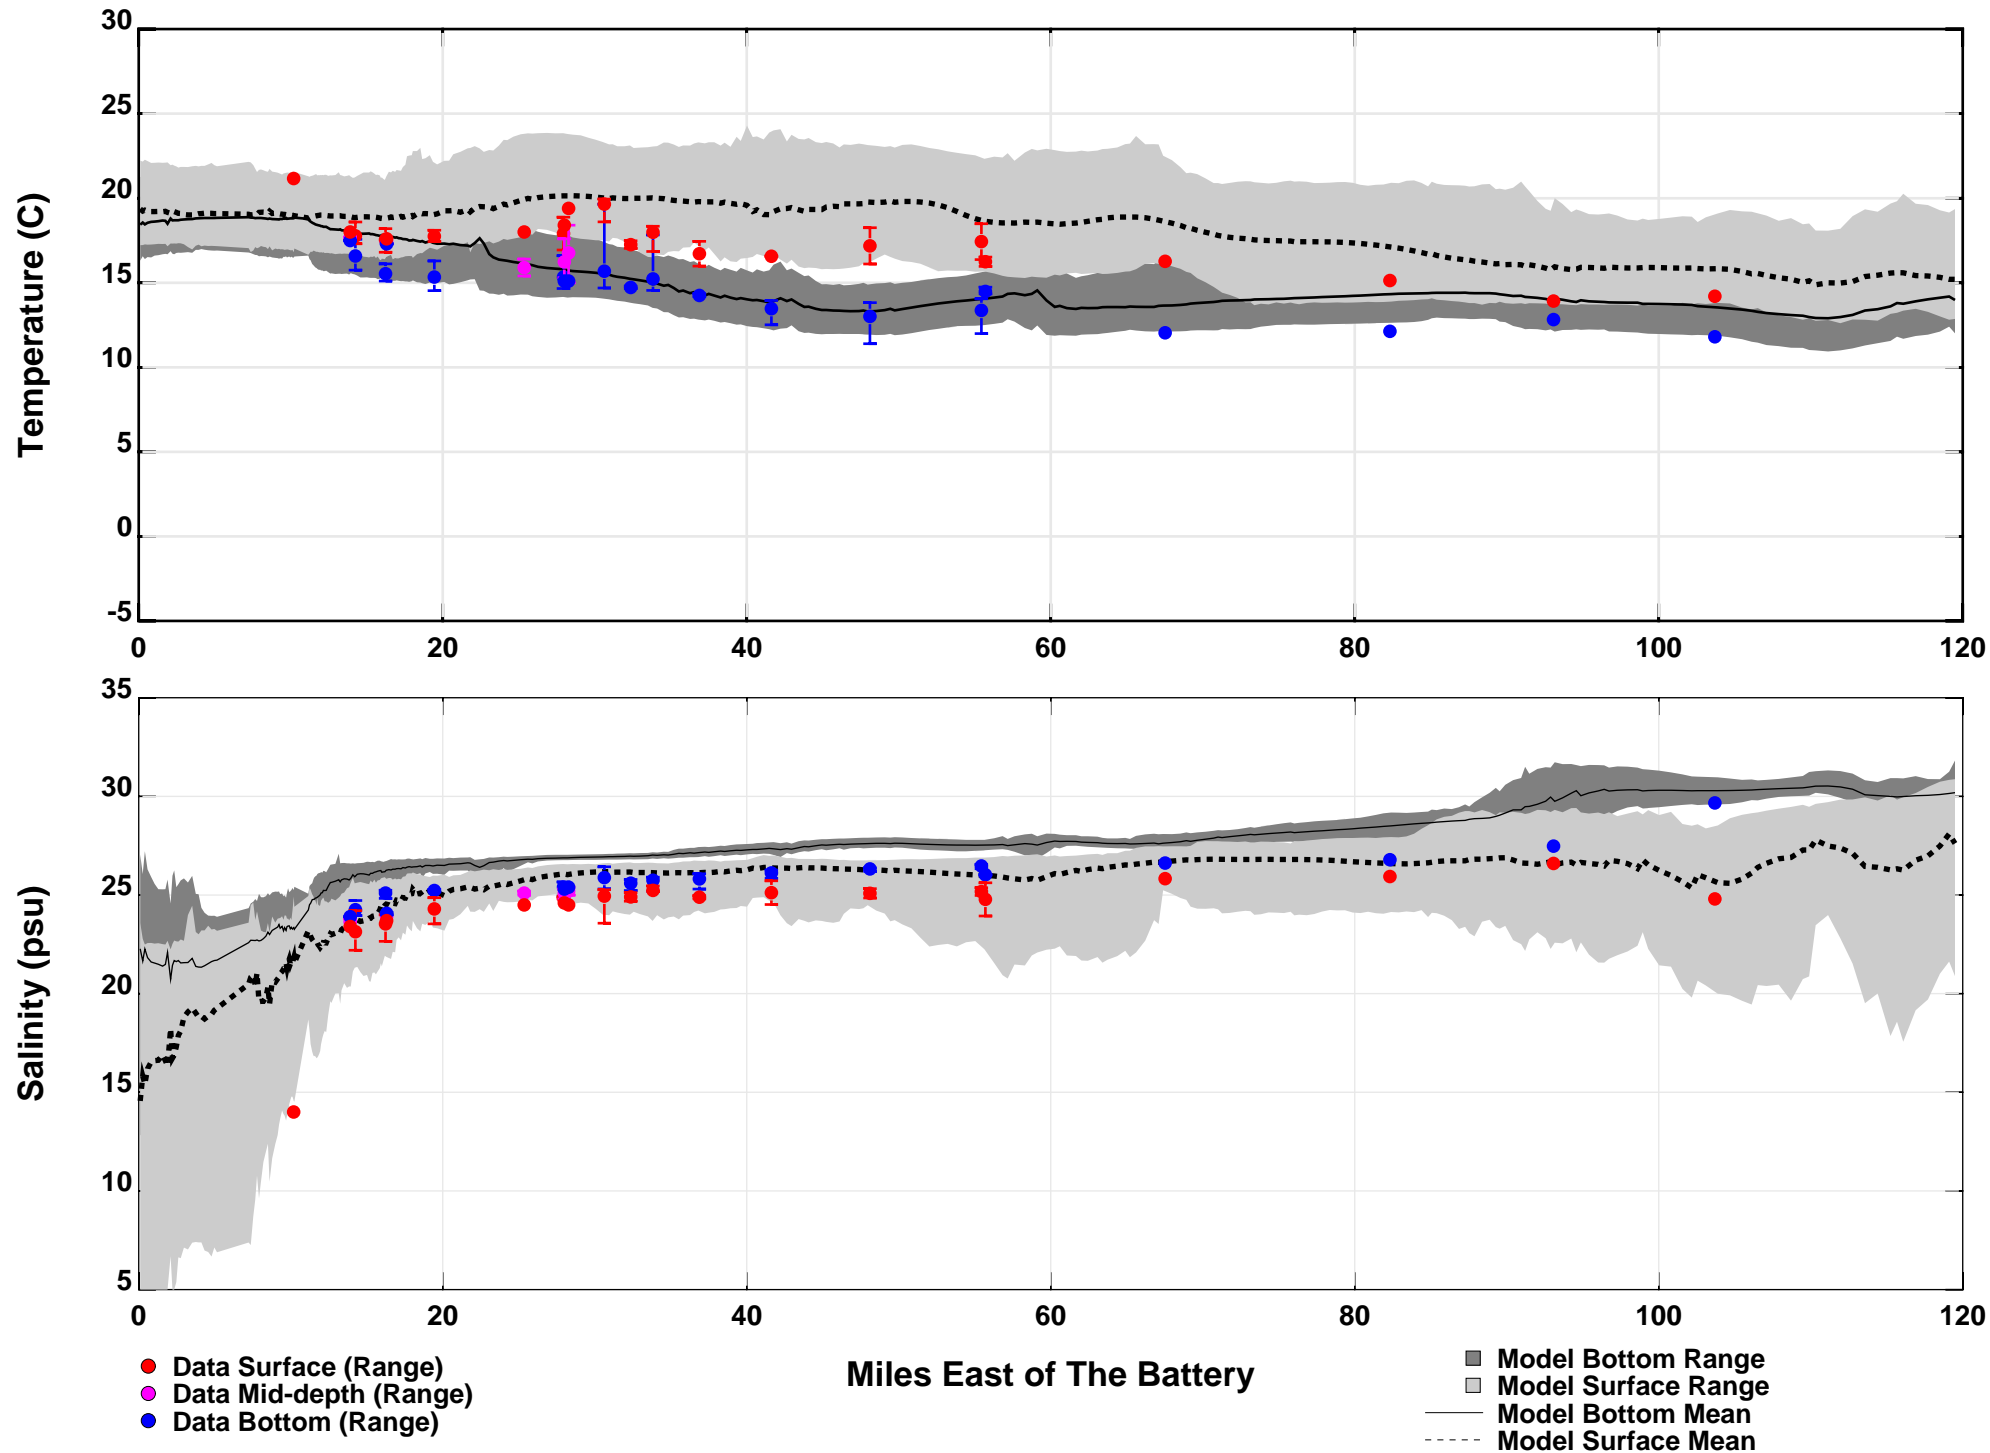 30
25
20
15
10
5
0
-5
Temperature (C)
0 20 40 60 80 100 120
35
30
25
20
15
10
5
Salinity (psu)
0 20 40 60 80 100 120
Miles East of The Battery
Data Surface (Range)
Data Mid-depth (Range)
Data Bottom (Range)
Model Bottom Range
Model Surface Range
Model Bottom Mean
Model Surface Mean